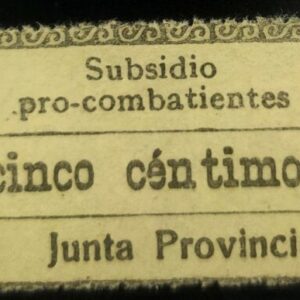 Subsidio
pro-combatientes
cinco céntimo
Junta Provinci